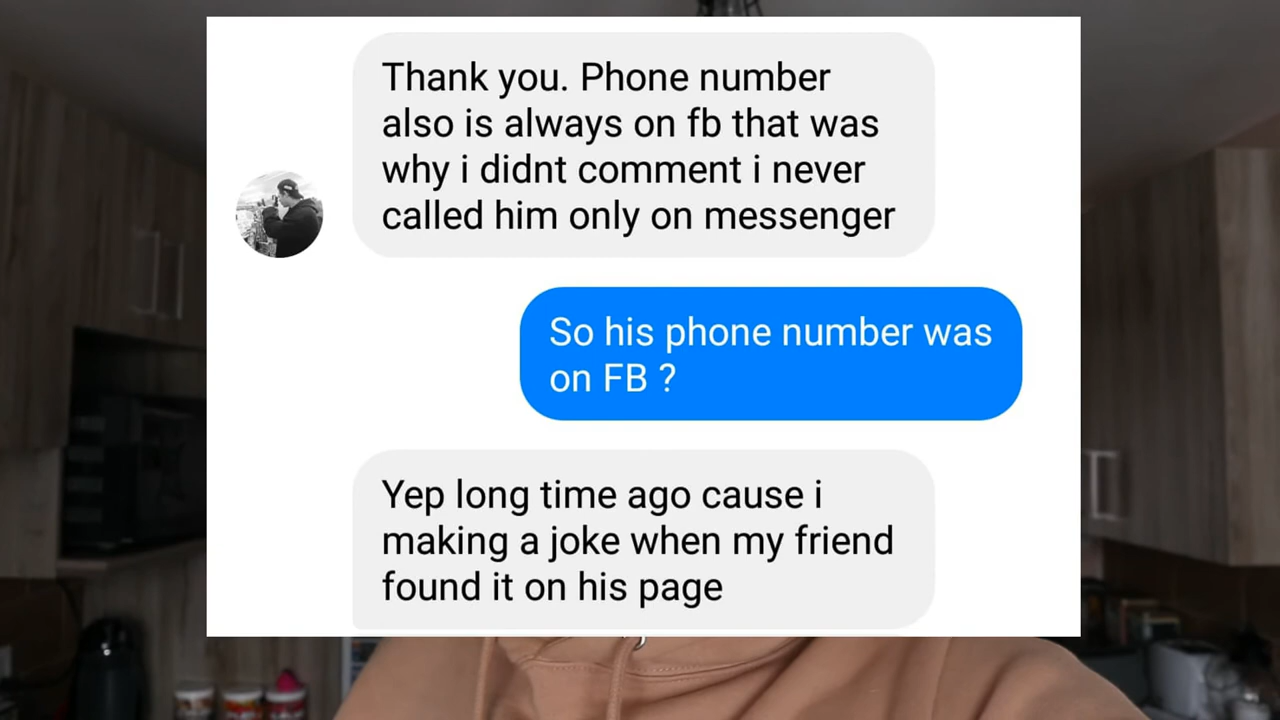 Thank you. Phone number
also is always on fb that was
why i didnt comment i never
called him only on messenger
So his phone number was
on FB ?
Yep long time ago cause i
making a joke when my friend
found it on his page